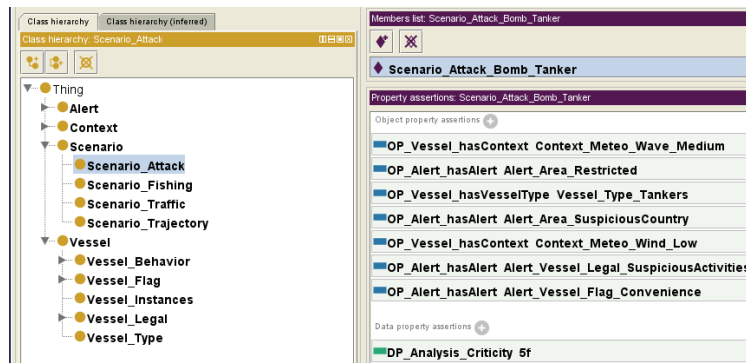 Class hierarchy
Class hierarchy (inferred)
Class hierarchy: Scenario_Attack
Thing
Alert
Context
Scenario
Scenario_Attack
Scenario_Fishing
Scenario_Traffic
Scenario_Trajectory
Vessel
Vessel_Behavior
Vessel_Flag
Vessel_Instances
Vessel_Legal
Vessel_Type
Members list: Scenario_Attack_Bomb_Tanker
Scenario_Attack_Bomb_Tanker
Property assertions: Scenario_Attack_Bomb_Tanker
Object property assertions
OP_Vessel_hasContext Context_Meteo_Wave_Medium
OP_Alert_hasAlert Alert_Area_Restricted
OP_Vessel_hasVesselType Vessel_Type_Tankers
OP_Alert_hasAlert Alert_Area_SuspiciousCountry
OP_Vessel_hasContext Context_Meteo_Wind_Low
OP_Alert_hasAlert Alert_Vessel_Legal_SuspiciousActivities
OP_Alert_hasAlert Alert_Vessel_Flag_Convenience
Data property assertions
DP_Analysis_Criticity 5f